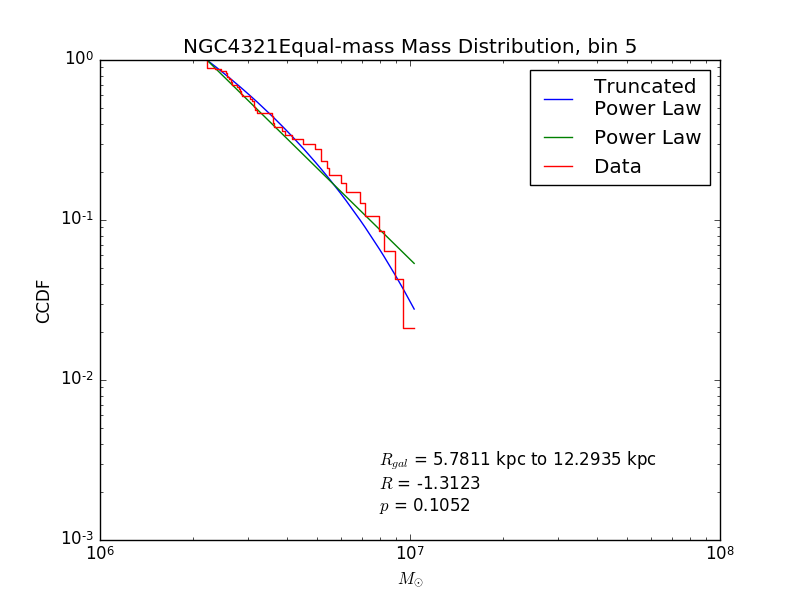 NGC4321Equal-mass Mass Distribution, bin 5
10⁰
10⁻¹
10⁻²
10⁻³
CCDF
Truncated
Power Law
Power Law
Data
R_gal = 5.7811 kpc to 12.2935 kpc
R = -1.3123
p = 0.1052
10⁶
10⁷
10⁸
M_⊙